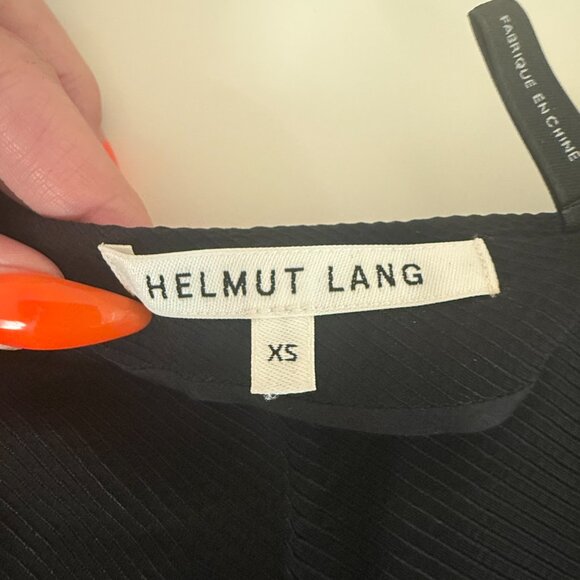 FABRIQUE EN CHINE
HELMUT LANG
XS